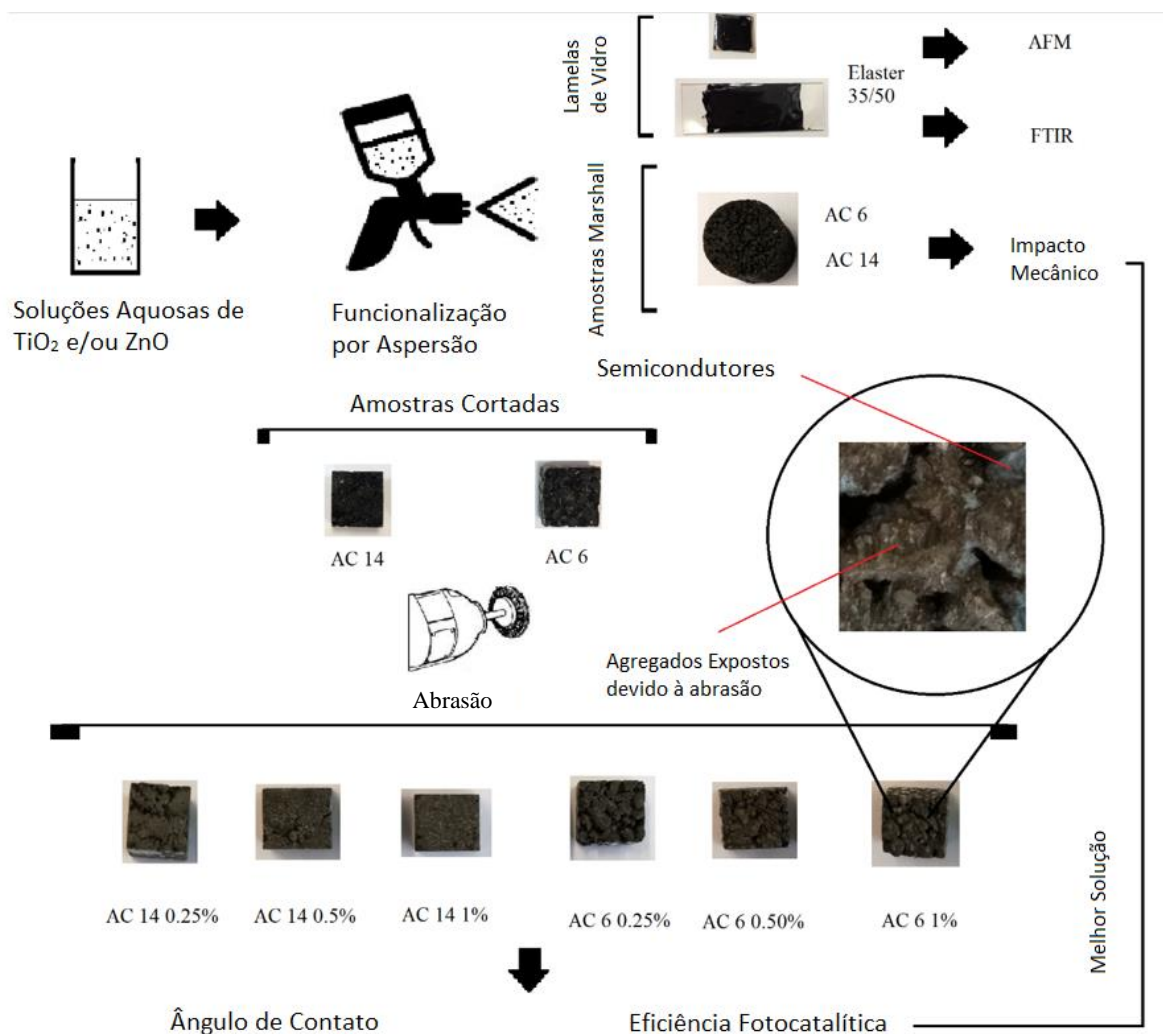 Lamelas
de Vidro
Elaster
35/50
AFM
FTIR
Soluções Aquosas de
TiO₂ e/ou ZnO
Funcionalização
por Aspersão
Amostras Marshall
AC 6
AC 14
Impacto
Mecânico
Semicondutores
Amostras Cortadas
AC 14
AC 6
Agregados Expostos
devido à abrasão
Abrasão
AC 14 0.25%
AC 14 0.5%
AC 14 1%
AC 6 0.25%
AC 6 0.50%
AC 6 1%
Melhor Solução
Ângulo de Contato
Eficiência Fotocatalítica